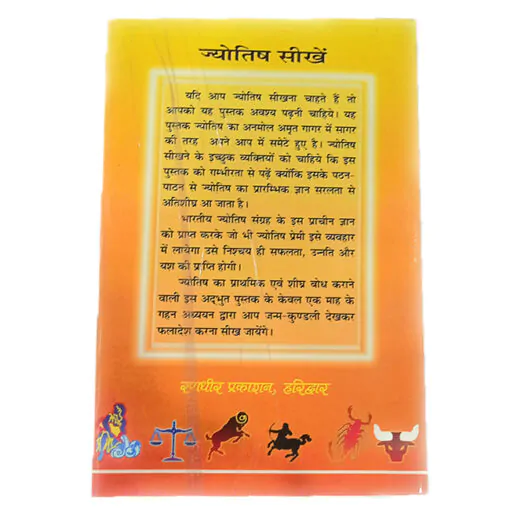 ज्योतिष सीखें
यदि आप ज्योतिष सीखना चाहते हैं तो
आपको यह पुस्तक अवश्य पढ़नी चाहिये। यह
पुस्तक ज्योतिष का अनमोल अमृत गागर में सागर
की तरह अपने आप में समेटे हुए है। ज्योतिष
सीखने के इच्छुक व्यक्तियों को चाहिये कि इस
पुस्तक को गम्भीरता से पढ़ें क्योंकि इसके पठन-
पाठन से ज्योतिष का प्रारम्भिक ज्ञान सरलता से
अतिशीघ्र आ जाता है।
भारतीय ज्योतिष संग्रह के इस प्राचीन ज्ञान
को प्राप्त करके जो भी ज्योतिष प्रेमी इसे व्यवहार
में लायेगा उसे निश्चय ही सफलता, उन्नति और
यश की प्राप्ति होगी।
ज्योतिष का प्राथमिक एवं शीघ्र बोध कराने
वाली इस अद्भुत पुस्तक के केवल एक माह के
गहन अध्ययन द्वारा आप जन्म-कुण्डली देखकर
फलादेश करना सीख जायेंगे।
रणधीर प्रकाशन, हरिद्वार